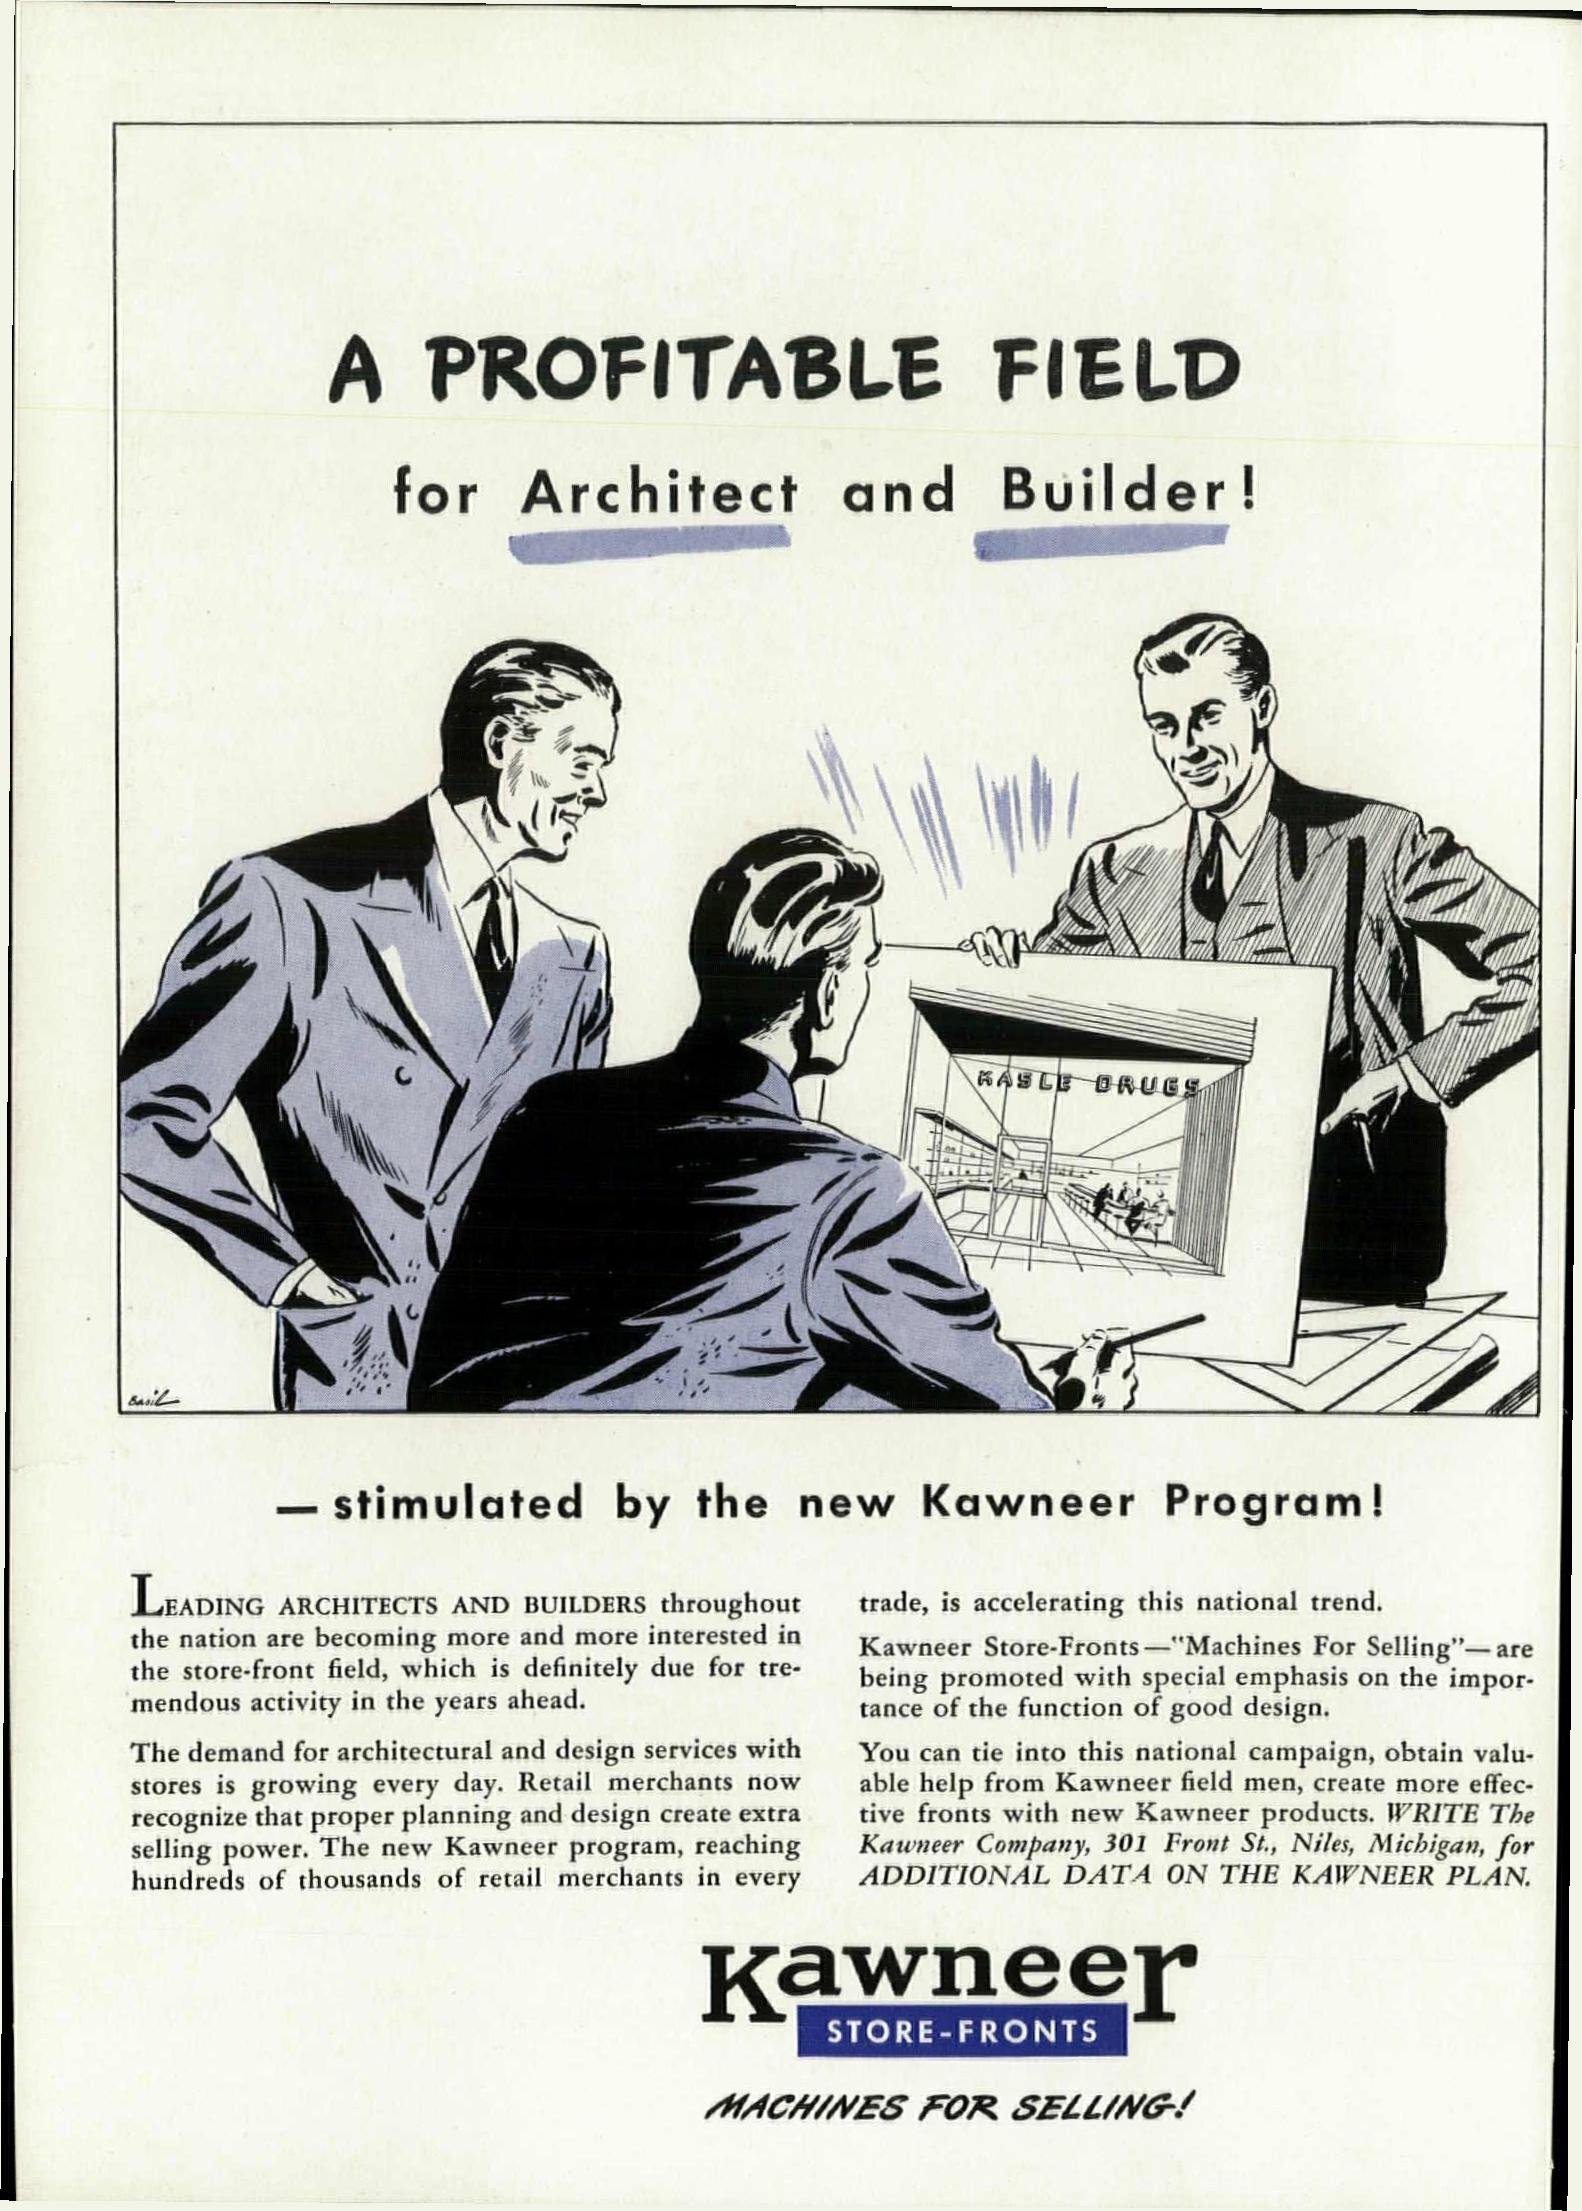 A PROFITABLE FIELD
for Architect and Builder!
KASLE DRUGS
Basil
— stimulated by the new Kawneer Program!
LEADING ARCHITECTS AND BUILDERS throughout
the nation are becoming more and more interested in
the store-front field, which is definitely due for tre-
mendous activity in the years ahead.
The demand for architectural and design services with
stores is growing every day. Retail merchants now
recognize that proper planning and design create extra
selling power. The new Kawneer program, reaching
hundreds of thousands of retail merchants in every
trade, is accelerating this national trend.
Kawneer Store-Fronts—"Machines For Selling"—are
being promoted with special emphasis on the impor-
tance of the function of good design.
You can tie into this national campaign, obtain valu-
able help from Kawneer field men, create more effec-
tive fronts with new Kawneer products. WRITE The
Kawneer Company, 301 Front St., Niles, Michigan, for
ADDITIONAL DATA ON THE KAWNEER PLAN.
Kawneer
STORE-FRONTS
MACHINES FOR SELLING!